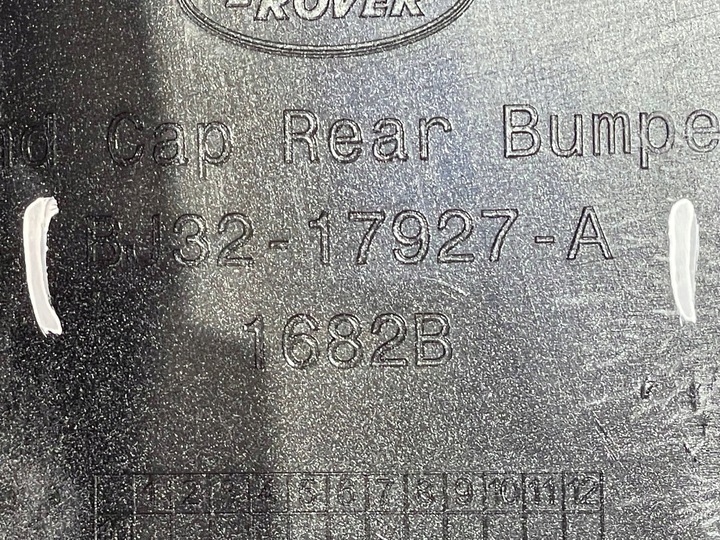 -ROVER
nd Cap Rear Bumpe
BJ32-17927-A
1682B
1 2 3 4 5 6 7 8 9 10 11 12